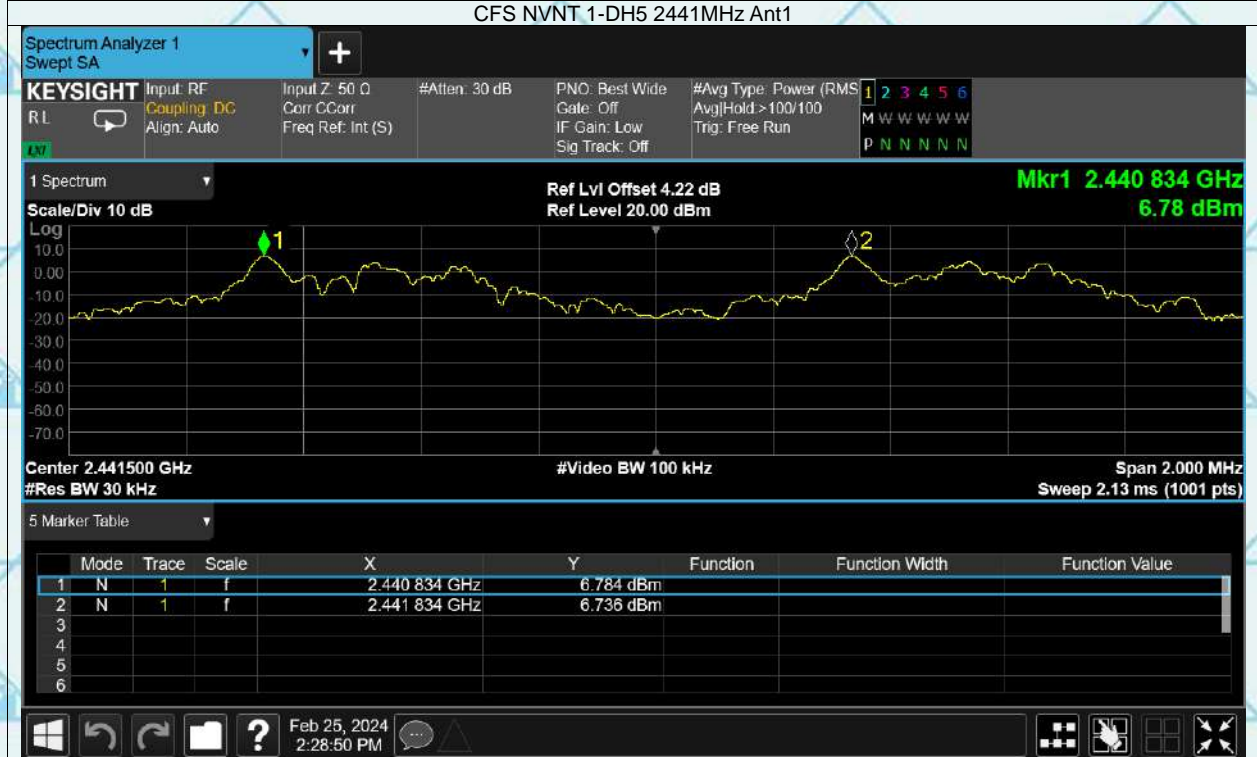 CFS NVNT 1-DH5 2441MHz Ant1
Spectrum Analyzer 1
Swept SA
+
KEYSIGHT
RL
LXI
Input: RF
Coupling: DC
Align: Auto
Input Z: 50 Ω
Corr CCorr
Freq Ref: Int (S)
#Atten: 30 dB
PNO: Best Wide
Gate: Off
IF Gain: Low
Sig Track: Off
#Avg Type: Power (RMS
Avg|Hold:>100/100
Trig: Free Run
1 2 3 4 5 6
M W W W W W
P N N N N N
1 Spectrum
Scale/Div 10 dB
Ref Lvl Offset 4.22 dB
Ref Level 20.00 dBm
Mkr1 2.440 834 GHz
6.78 dBm
Log
10.0
0.00
-10.0
-20.0
-30.0
-40.0
-50.0
-60.0
-70.0
1
2
Center 2.441500 GHz
#Res BW 30 kHz
#Video BW 100 kHz
Span 2.000 MHz
Sweep 2.13 ms (1001 pts)
5 Marker Table
Mode Trace Scale X Y Function Function Width Function Value
1 N 1 f 2.440 834 GHz 6.784 dBm
2 N 1 f 2.441 834 GHz 6.736 dBm
3
4
5
6
?
Feb 25, 2024
2:28:50 PM